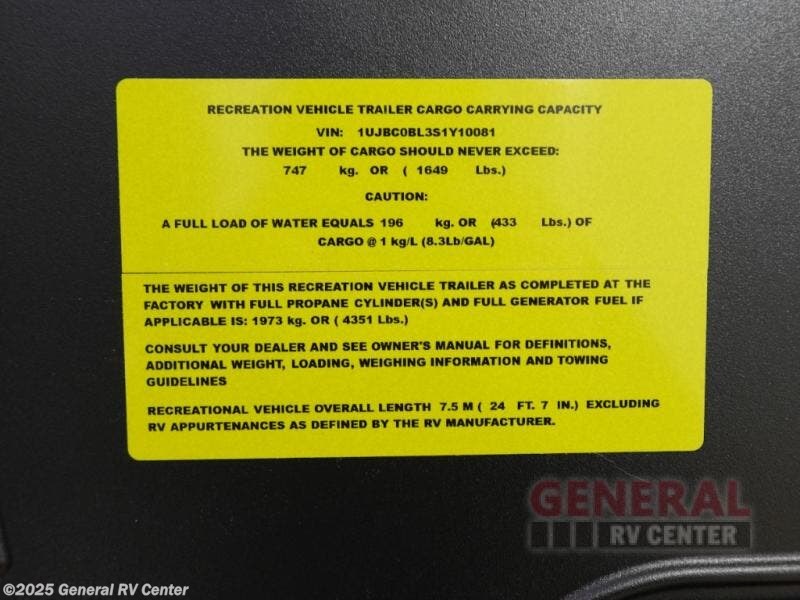 RECREATION VEHICLE TRAILER CARGO CARRYING CAPACITY
VIN: 1UJBC0BL3S1Y10081
THE WEIGHT OF CARGO SHOULD NEVER EXCEED:
747 kg. OR ( 1649 Lbs.)
CAUTION:
A FULL LOAD OF WATER EQUALS 196 kg. OR (433 Lbs.) OF
CARGO @ 1 kg/L (8.3Lb/GAL)
THE WEIGHT OF THIS RECREATION VEHICLE TRAILER AS COMPLETED AT THE
FACTORY WITH FULL PROPANE CYLINDER(S) AND FULL GENERATOR FUEL IF
APPLICABLE IS: 1973 kg. OR ( 4351 Lbs.)
CONSULT YOUR DEALER AND SEE OWNER'S MANUAL FOR DEFINITIONS,
ADDITIONAL WEIGHT, LOADING, WEIGHING INFORMATION AND TOWING
GUIDELINES
RECREATIONAL VEHICLE OVERALL LENGTH 7.5 M ( 24 FT. 7 IN.) EXCLUDING
RV APPURTENANCES AS DEFINED BY THE RV MANUFACTURER.
GENERAL
RV CENTER
©2025 General RV Center